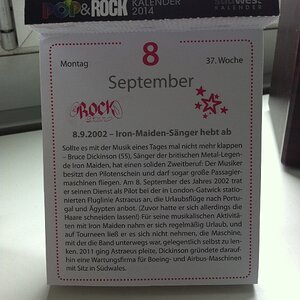 POP&ROCK KALENDER 2014
SÜDWEST
KALENDER
Montag 8 37. Woche
September
ROCK
8.9.2002 – Iron-Maiden-Sänger hebt ab
Sollte es mit der Musik eines Tages mal nicht mehr klappen
– Bruce Dickinson (55), Sänger der britischen Metal-Legen-
de Iron Maiden, hat einen soliden Zweitberuf: Der Musiker
besitzt den Pilotenschein und darf sogar große Passagier-
maschinen fliegen. Am 8. September des Jahres 2002 trat
er seinen Dienst als Pilot bei der in London-Gatwick statio-
nierten Fluglinie Astraeus an, die Urlaubsflüge nach Portu-
gal und Ägypten anbot. (Zuvor hatte er sich allerdings die
Haare schneiden lassen!) Für seine musikalischen Aktivitä-
ten mit Iron Maiden nahm er sich regelmäßig Urlaub, und
auf Tourneen ließ er es sich nicht nehmen, die Maschine,
mit der die Band unterwegs war, gelegentlich selbst zu len-
ken. 2011 ging Astraeus pleite, Dickinson gründete darauf-
hin eine Wartungsfirma für Boeing- und Airbus-Maschinen
mit Sitz in Südwales.